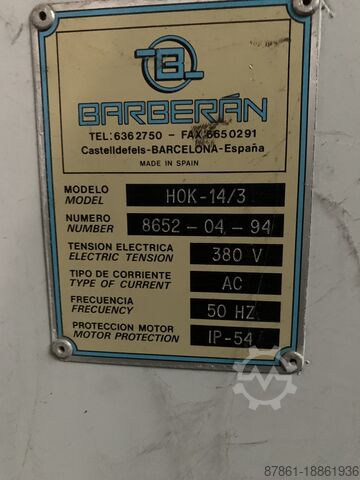 B
BARBERÁN
TEL: 6362750 - FAX 6650291
Castelldefels-BARCELONA-España
MADE IN SPAIN
MODELO
MODEL
HOK-14/3
NUMERO
NUMBER
8652-04-94
TENSION ELECTRICA
ELECTRIC TENSION
380 V
TIPO DE CORRIENTE
TYPE OF CURRENT
AC
FRECUENCIA
FRECUENCY
50 HZ
PROTECCION MOTOR
MOTOR PROTECTION
IP-54
87861-18861936